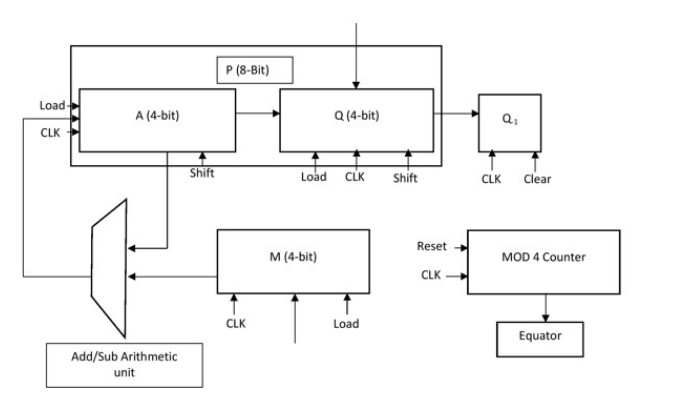 P (8-Bit)
Load
A (4-bit)
Q (4-bit)
Q-1
CLK
Shift
Load
CLK
Shift
CLK
Clear
M (4-bit)
Reset
MOD 4 Counter
CLK
CLK
Load
Equator
Add/Sub Arithmetic
unit